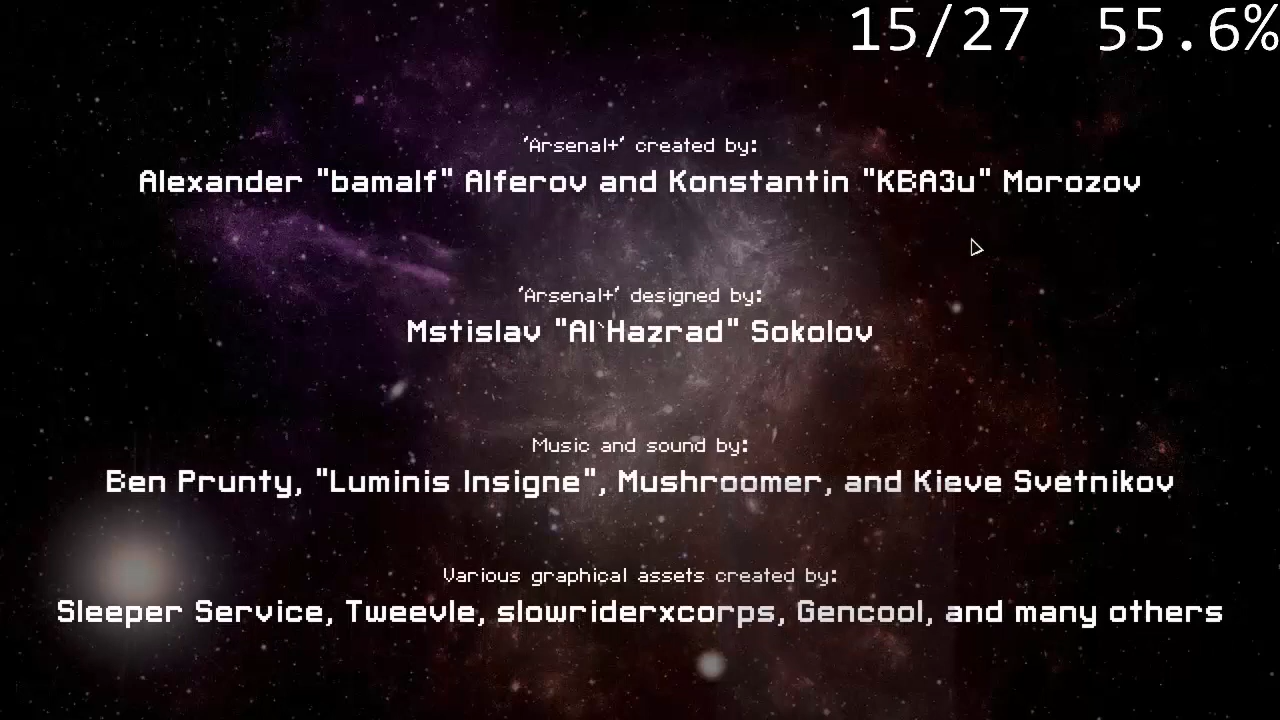 15/27 55.6%
'Arsenal+' created by:
Alexander "bamalf" Alferov and Konstantin "KBA3u" Morozov
'Arsenal+' designed by:
Mstislav "Al`Hazrad" Sokolov
Music and sound by:
Ben Prunty, "Luminis Insigne", Mushroomer, and Kieve Svetnikov
Various graphical assets created by:
Sleeper Service, Tweevle, slowriderxcorps, Gencool, and many others